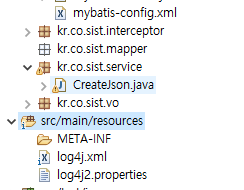 mybatis-config.xml
kr.co.sist.interceptor
kr.co.sist.mapper
kr.co.sist.service
CreateJson.java
kr.co.sist.vo
src/main/resources
META-INF
log4j.xml
log4j2.properties